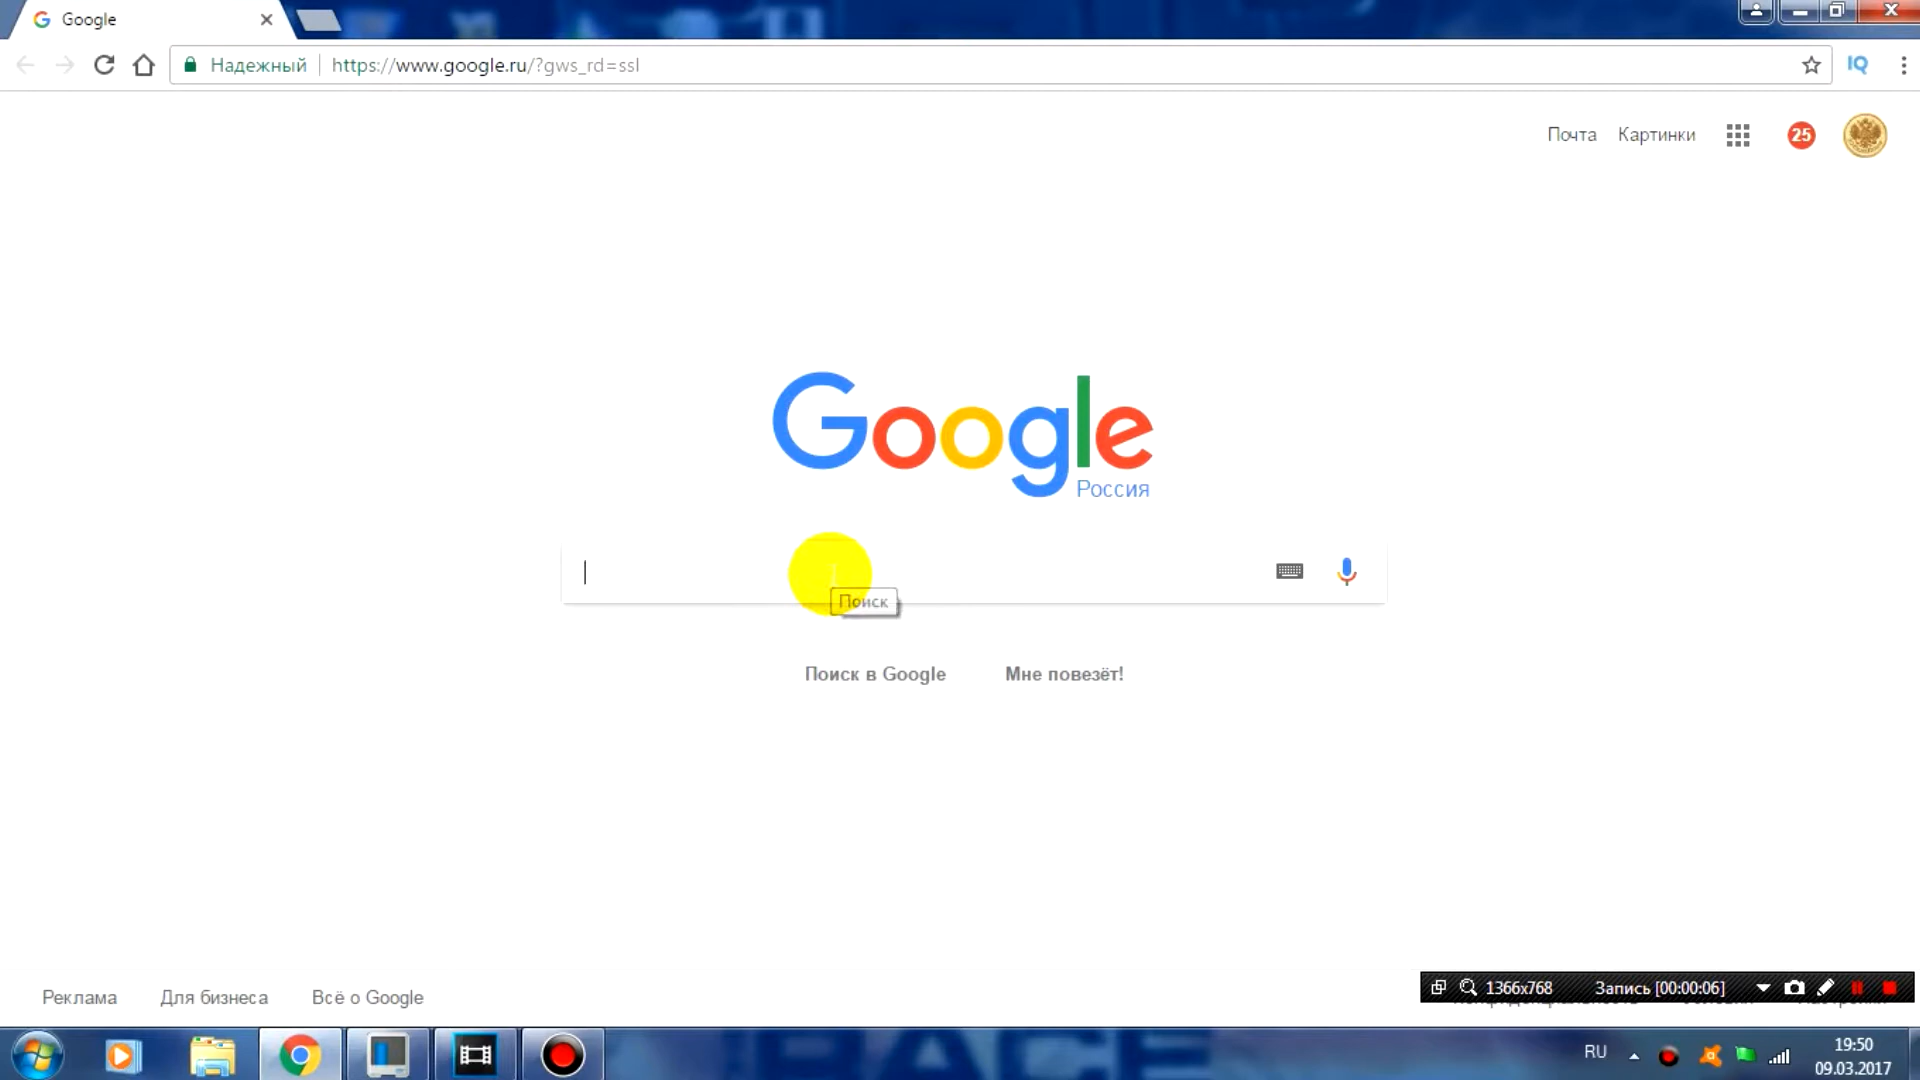 Google
Надежный
https://www.google.ru/?gws_rd=ssl
IQ
Почта
Картинки
25
Google
Россия
Поиск
Поиск в Google
Мне повезёт!
Реклама
Для бизнеса
Всё о Google
1366x768
Запись [00:00:06]
RU
19:50
09.03.2017